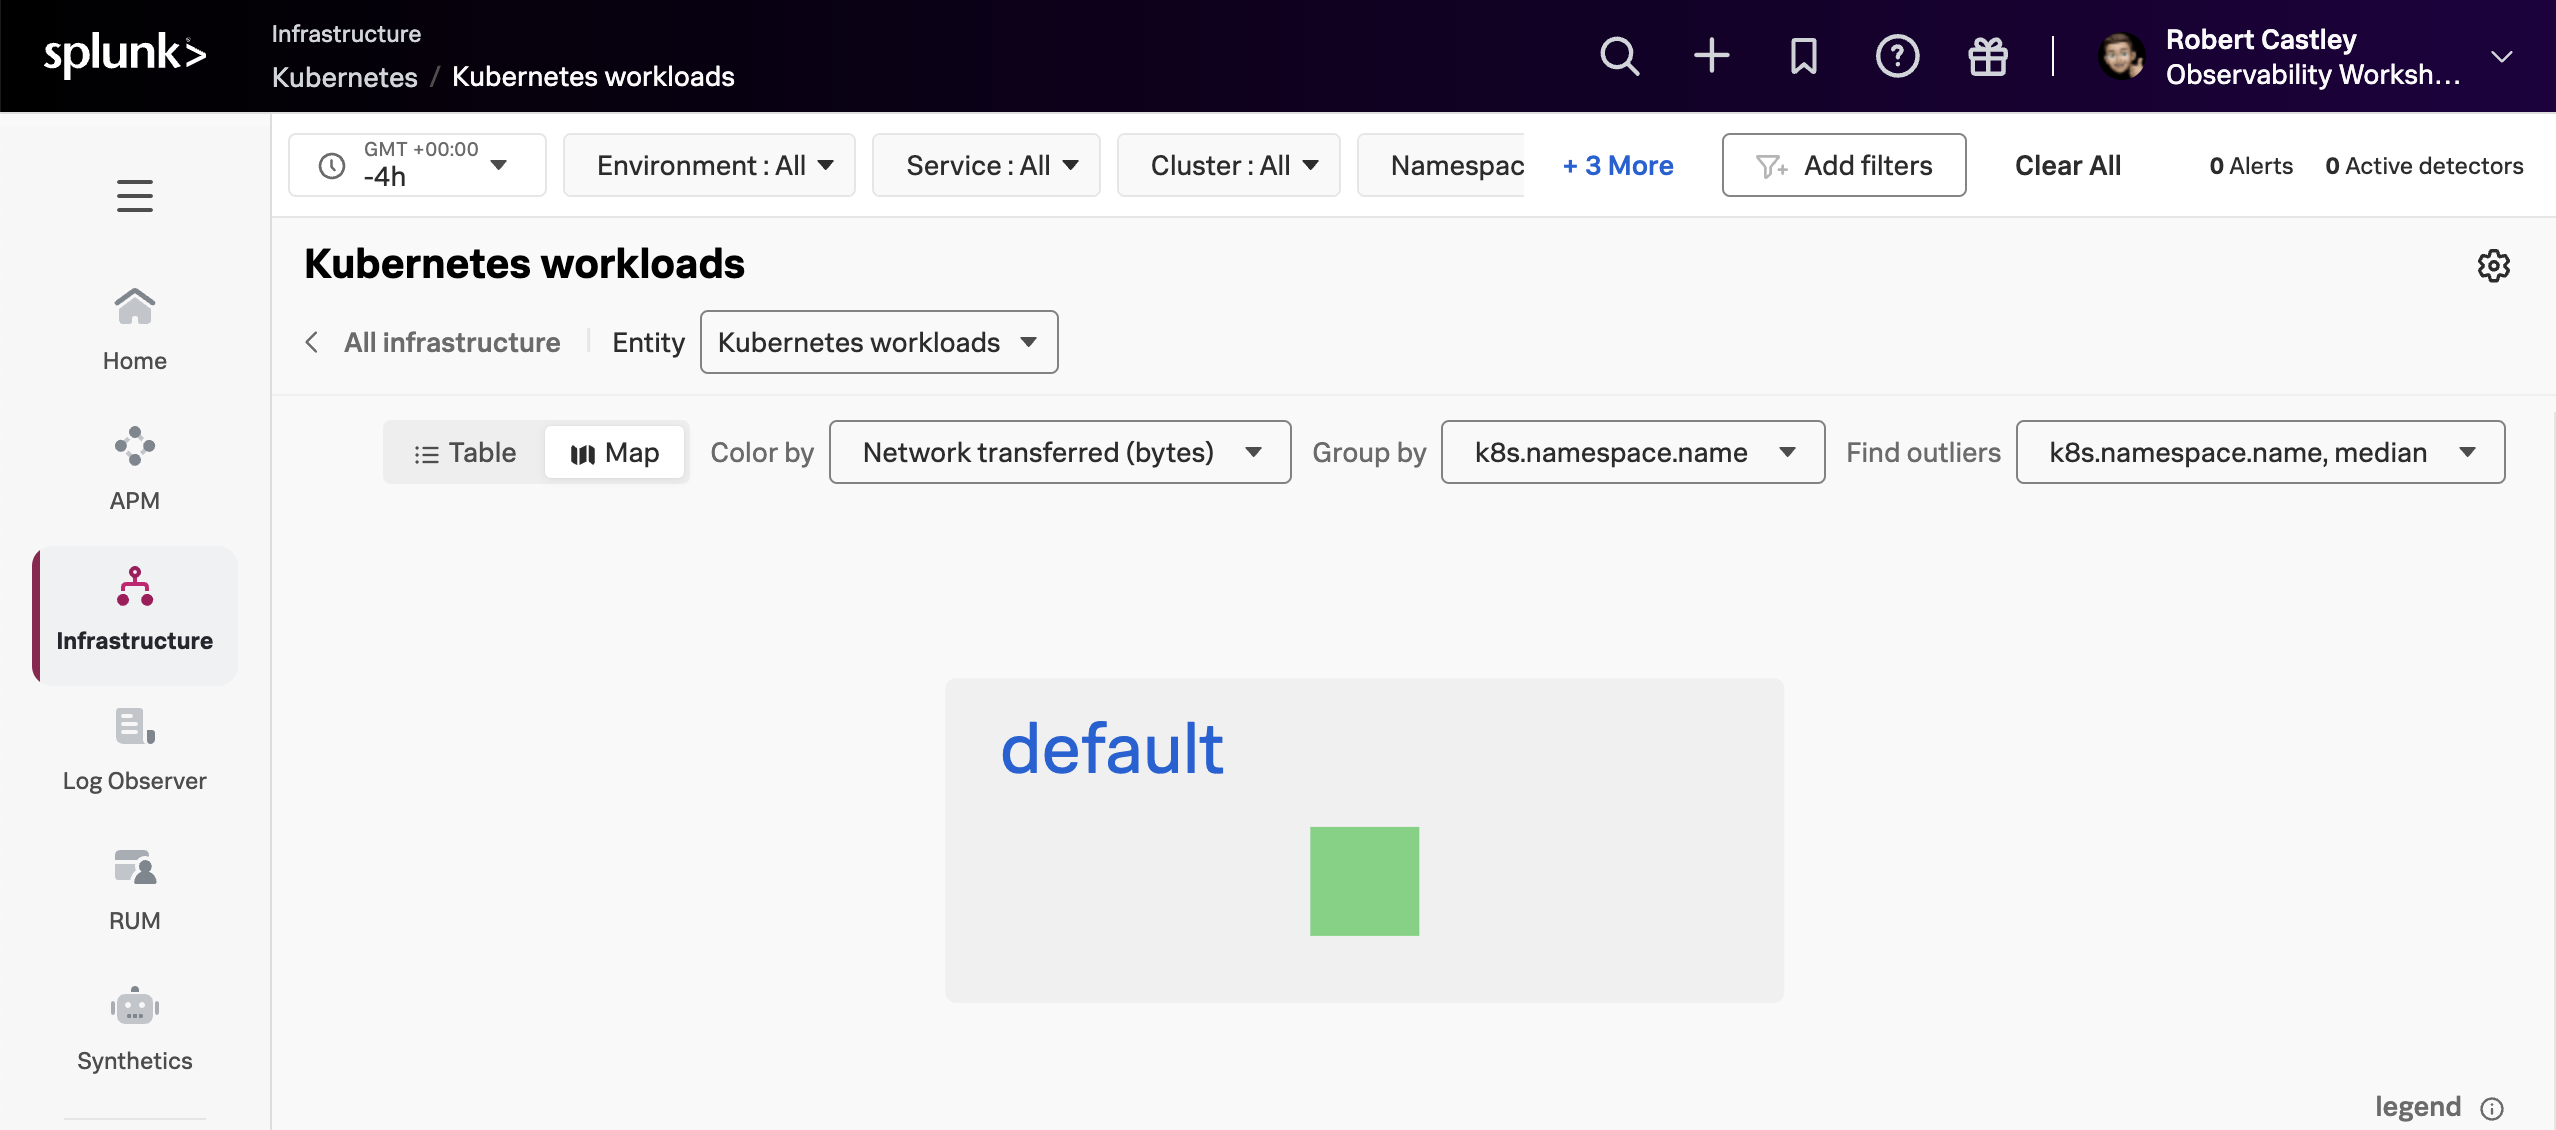 splunk>
Infrastructure
Kubernetes / Kubernetes workloads
Robert Castley
Observability Worksh...
GMT +00:00
-4h
Environment : All
Service : All
Cluster : All
Namespac
+ 3 More
Add filters
Clear All
0 Alerts
0 Active detectors
Kubernetes workloads
All infrastructure
Entity
Kubernetes workloads
Table
Map
Color by
Network transferred (bytes)
Group by
k8s.namespace.name
Find outliers
k8s.namespace.name, median
Home
APM
Infrastructure
Log Observer
RUM
Synthetics
default
legend